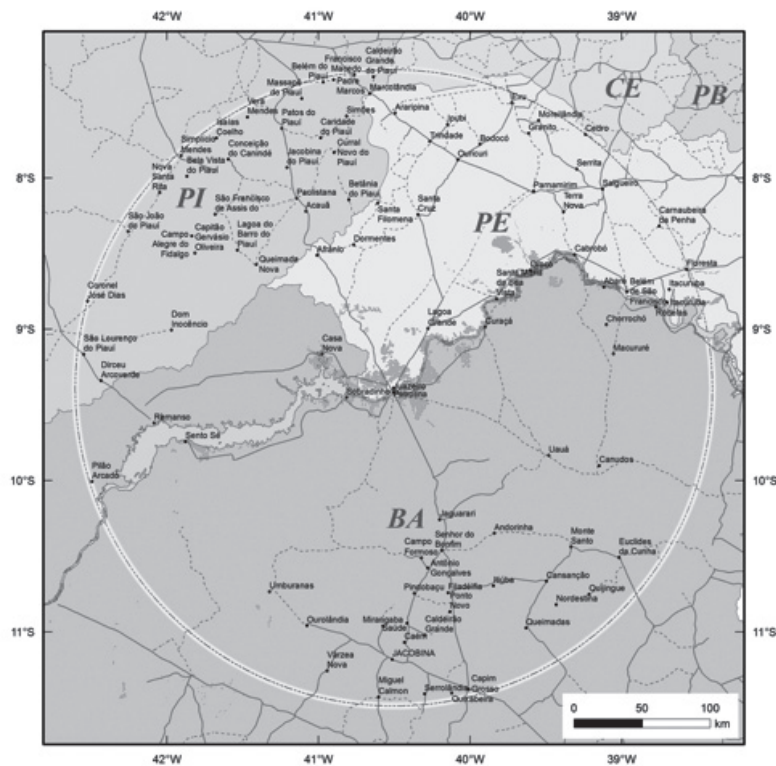 42°W 41°W 40°W 39°W
8°S
9°S
10°S
11°S
8°S
9°S
10°S
11°S
42°W 41°W 40°W 39°W
CE
PB
PI
PE
BA
Francisco
Macedo
Caldeirão
Grande
do Piauí
Belém do
Piauí
Padre
Marcos
Marcolândia
Massapê
do Piauí
Vera
Mendes
Simões
Araripina
Patos do
Piauí
Isaías
Coelho
Caridade
do Piauí
Ipubi
Trindade
Bodocó
Ouricuri
Moreilândia
Granito
Cedro
Simplício
Mendes
Conceição
do Canindé
Bela Vista
do Piauí
Jacobina
do Piauí
Curral
Novo do
Piauí
Serrita
Nova
Santa
Rita
Betânia
do Piauí
Paulistana
Acauã
Parnamirim
Terra
Nova
Salgueiro
São Francisco
de Assis do
Santa
Filomena
Santa
Cruz
Carnaubeira
da Penha
São João
do Piauí
Campo
Alegre do
Fidalgo
Capitão
Gervásio
Oliveira
Lagoa do
Barro do
Piauí
Queimada
Nova
Afrânio
Dormentes
Cabrobó
Orocó
Santa Maria
da Boa
Vista
Floresta
Coronel
José Dias
Abaré
Belém
de São
Francisco
Itacuruba
Rodelas
Dom
Inocêncio
Lagoa
Grande
Curaçá
Chorrochó
São Lourenço
do Piauí
Casa
Nova
Macururé
Dirceu
Arcoverde
Juazeiro
Petrolina
Sobradinho
Remanso
Sento Sé
Uauá
Canudos
Pilão
Arcado
Jaguarari
Andorinha
Senhor do
Bonfim
Campo
Formoso
Monte
Santo
Euclides
da Cunha
Antônio
Gonçalves
Umburanas
Pindobaçu
Filadélfia
Ponto
Novo
Itiúba
Cansanção
Quijingue
Nordestina
Ourolândia
Mirangaba
Saúde
Caldeirão
Grande
Queimadas
Caém
Várzea
Nova
JACOBINA
Miguel
Calmon
Serrolândia
Capim
Grosso
Quixabeira
0 50 100
km